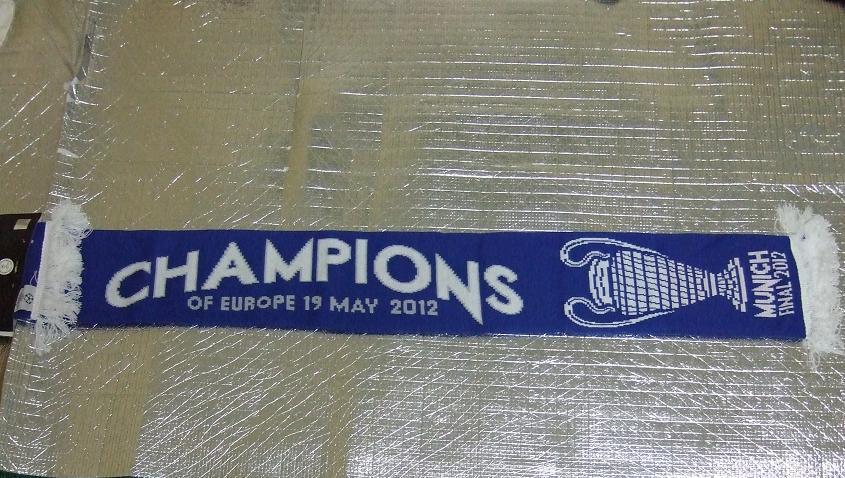 CHAMPIONS
OF EUROPE 19 MAY 2012
MUNICH
FINAL 2012